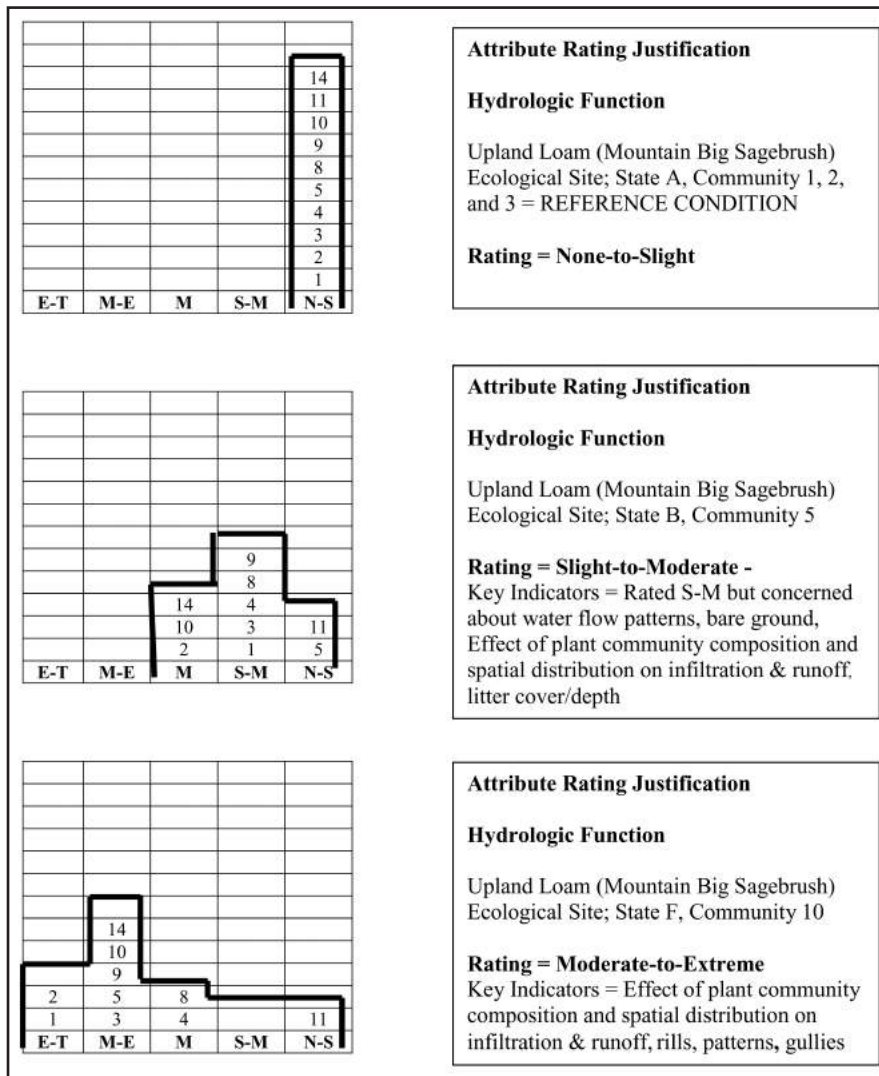 14
11
10
9
8
5
4
3
2
1
E-T M-E M S-M N-S
Attribute Rating Justification
Hydrologic Function
Upland Loam (Mountain Big Sagebrush)
Ecological Site; State A, Community 1, 2,
and 3 = REFERENCE CONDITION
Rating = None-to-Slight
9
8
14 4
10 3 11
2 1 5
E-T M-E M S-M N-S
Attribute Rating Justification
Hydrologic Function
Upland Loam (Mountain Big Sagebrush)
Ecological Site; State B, Community 5
Rating = Slight-to-Moderate -
Key Indicators = Rated S-M but concerned
about water flow patterns, bare ground,
Effect of plant community composition and
spatial distribution on infiltration & runoff,
litter cover/depth
14
10
9
2 5 8
1 3 4 11
E-T M-E M S-M N-S
Attribute Rating Justification
Hydrologic Function
Upland Loam (Mountain Big Sagebrush)
Ecological Site; State F, Community 10
Rating = Moderate-to-Extreme
Key Indicators = Effect of plant community
composition and spatial distribution on
infiltration & runoff, rills, patterns, gullies